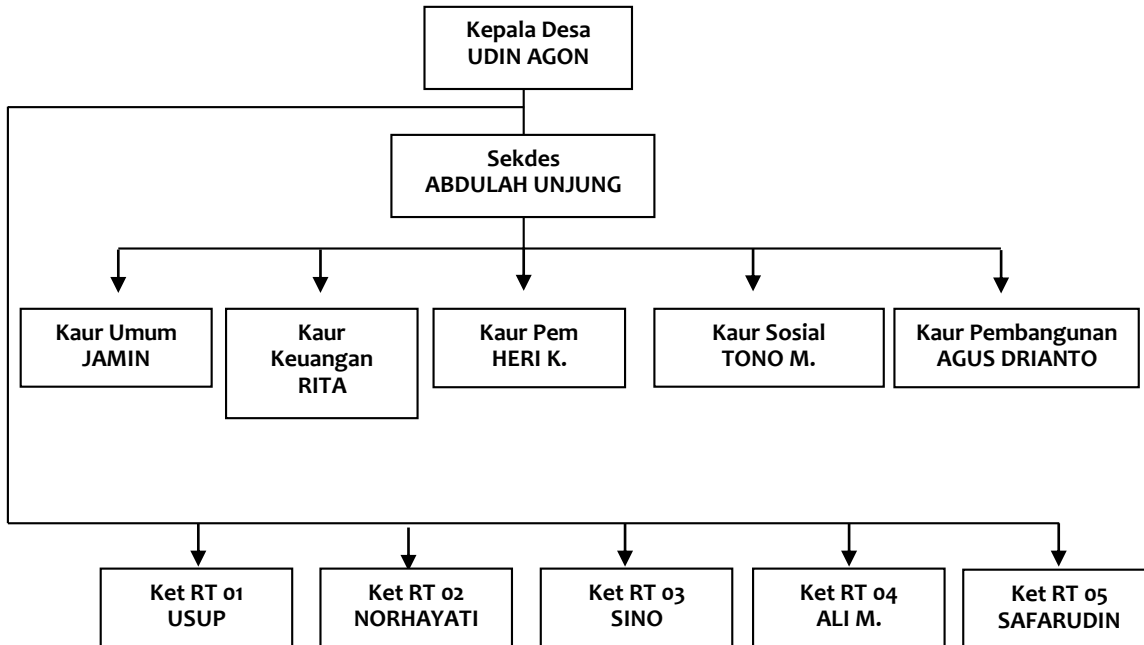 Kepala Desa
UDIN AGON
Sekdes
ABDULAH UNJUNG
Kaur Umum
JAMIN
Kaur
Keuangan
RITA
Kaur Pem
HERI K.
Kaur Sosial
TONO M.
Kaur Pembangunan
AGUS DRIANTO
Ket RT 01
USUP
Ket RT 02
NORHAYATI
Ket RT 03
SINO
Ket RT 04
ALI M.
Ket RT 05
SAFARUDIN